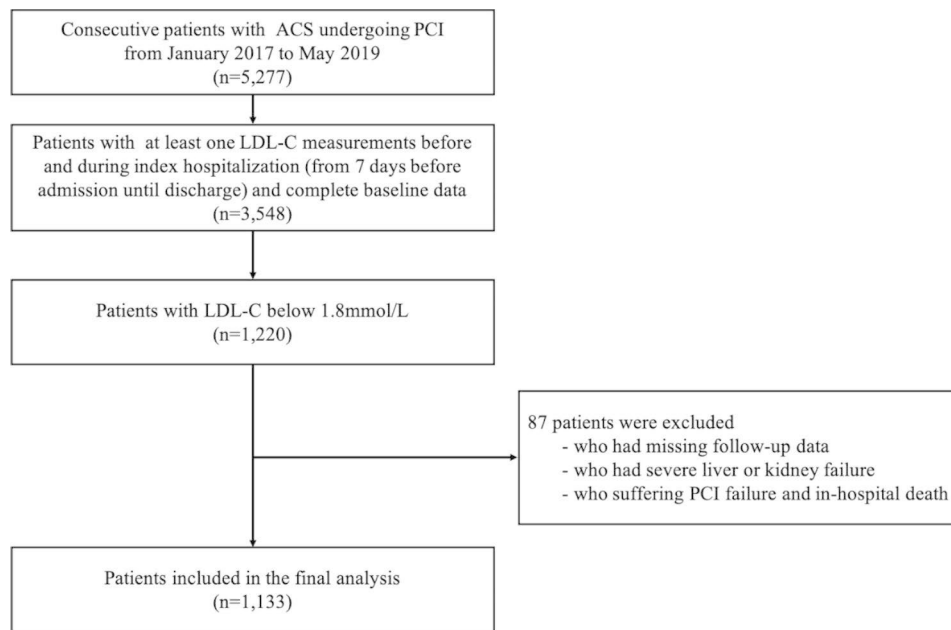 Consecutive patients with ACS undergoing PCI
from January 2017 to May 2019
(n=5,277)
Patients with at least one LDL-C measurements before
and during index hospitalization (from 7 days before
admission until discharge) and complete baseline data
(n=3,548)
Patients with LDL-C below 1.8mmol/L
(n=1,220)
87 patients were excluded
- who had missing follow-up data
- who had severe liver or kidney failure
- who suffering PCI failure and in-hospital death
Patients included in the final analysis
(n=1,133)